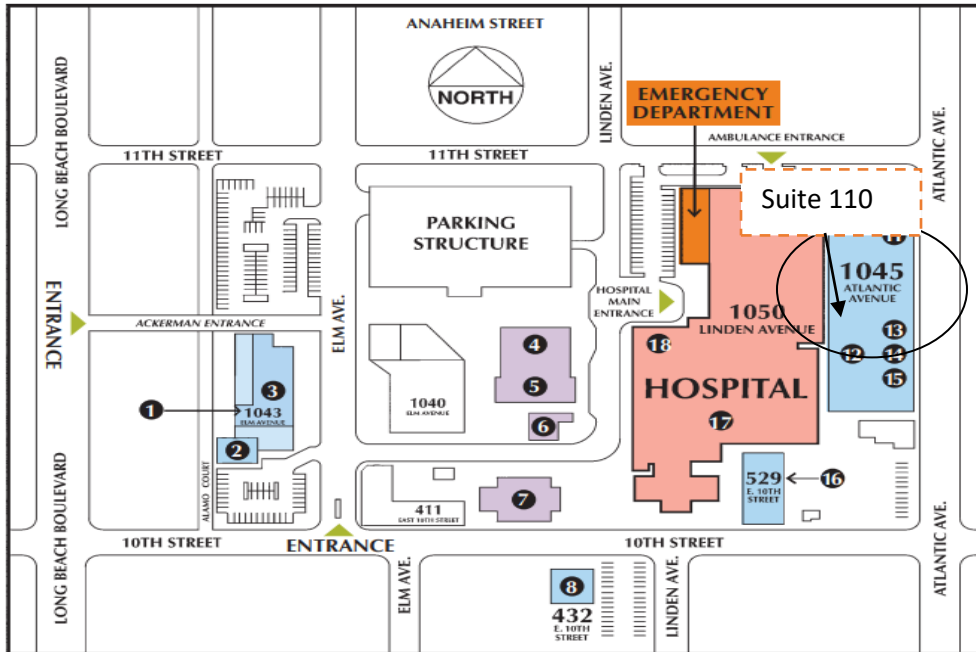 ANAHEIM STREET
NORTH
LONG BEACH BOULEVARD
LINDEN AVE.
EMERGENCY
DEPARTMENT
AMBULANCE ENTRANCE
ATLANTIC AVE.
11TH STREET
11TH STREET
Suite 110
PARKING
STRUCTURE
11
1045
ATLANTIC
AVENUE
ENTRANCE
HOSPITAL
MAIN
ENTRANCE
1050
LINDEN AVENUE
ACKERMAN ENTRANCE
ELM AVE.
4
18
13
12
14
3
5
HOSPITAL
15
1
1043
ELM AVENUE
1040
ELM AVENUE
6
17
2
LONG BEACH BOULEVARD
ALAMO COURT
7
529
E. 10TH
STREET
16
411
EAST 10TH STREET
ATLANTIC AVE.
10TH STREET
ENTRANCE
10TH STREET
ELM AVE.
8
432
E. 10TH
STREET
LINDEN AVE.